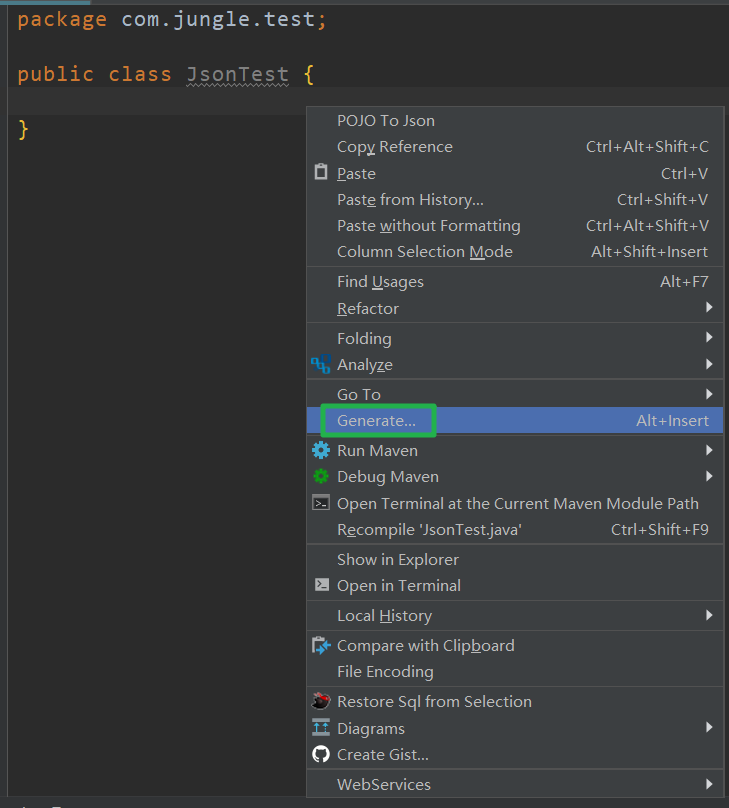 package com.jungle.test;
public class JsonTest {
}
POJO To Json
Copy Reference Ctrl+Alt+Shift+C
Paste Ctrl+V
Paste from History... Ctrl+Shift+V
Paste without Formatting Ctrl+Alt+Shift+V
Column Selection Mode Alt+Shift+Insert
Find Usages Alt+F7
Refactor
Folding
Analyze
Go To
Generate... Alt+Insert
Run Maven
Debug Maven
Open Terminal at the Current Maven Module Path
Recompile 'JsonTest.java' Ctrl+Shift+F9
Show in Explorer
Open in Terminal
Local History
Compare with Clipboard
File Encoding
Restore Sql from Selection
Diagrams
Create Gist...
WebServices